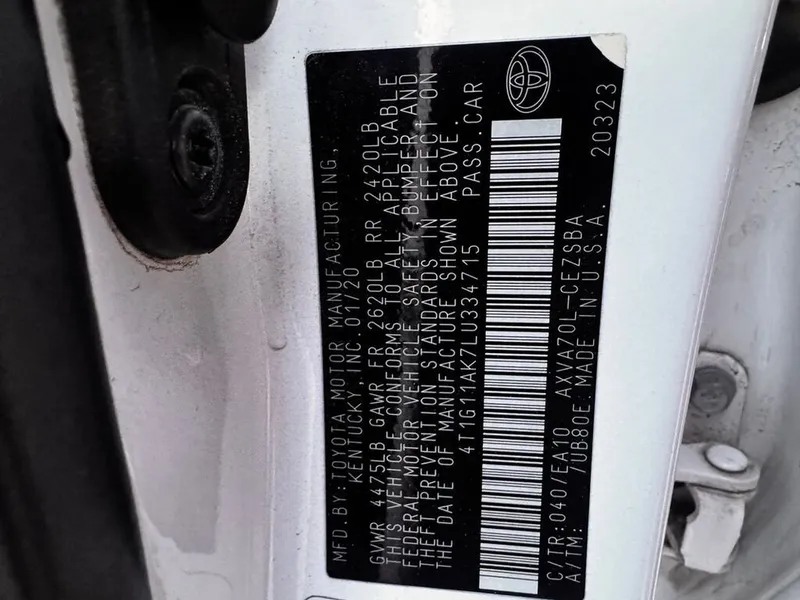 MFD.BY:TOYOTA MOTOR MANUFACTURING,
KENTUCKY, INC. 01/20
GVWR 4475LB GAWR FR 2620LB RR 2420LB
THIS VEHICLE CONFORMS TO ALL APPLICABLE
FEDERAL MOTOR VEHICLE SAFETY, BUMPER, AND
THEFT PREVENTION STANDARDS IN EFFECT ON
THE DATE OF MANUFACTURE SHOWN ABOVE.
4T1G11AK7LU334715 PASS.CAR
C/TR:040/EA10 AXVA70L-CEZSBA
A/TM: /UB80E MADE IN U.S.A. 20323